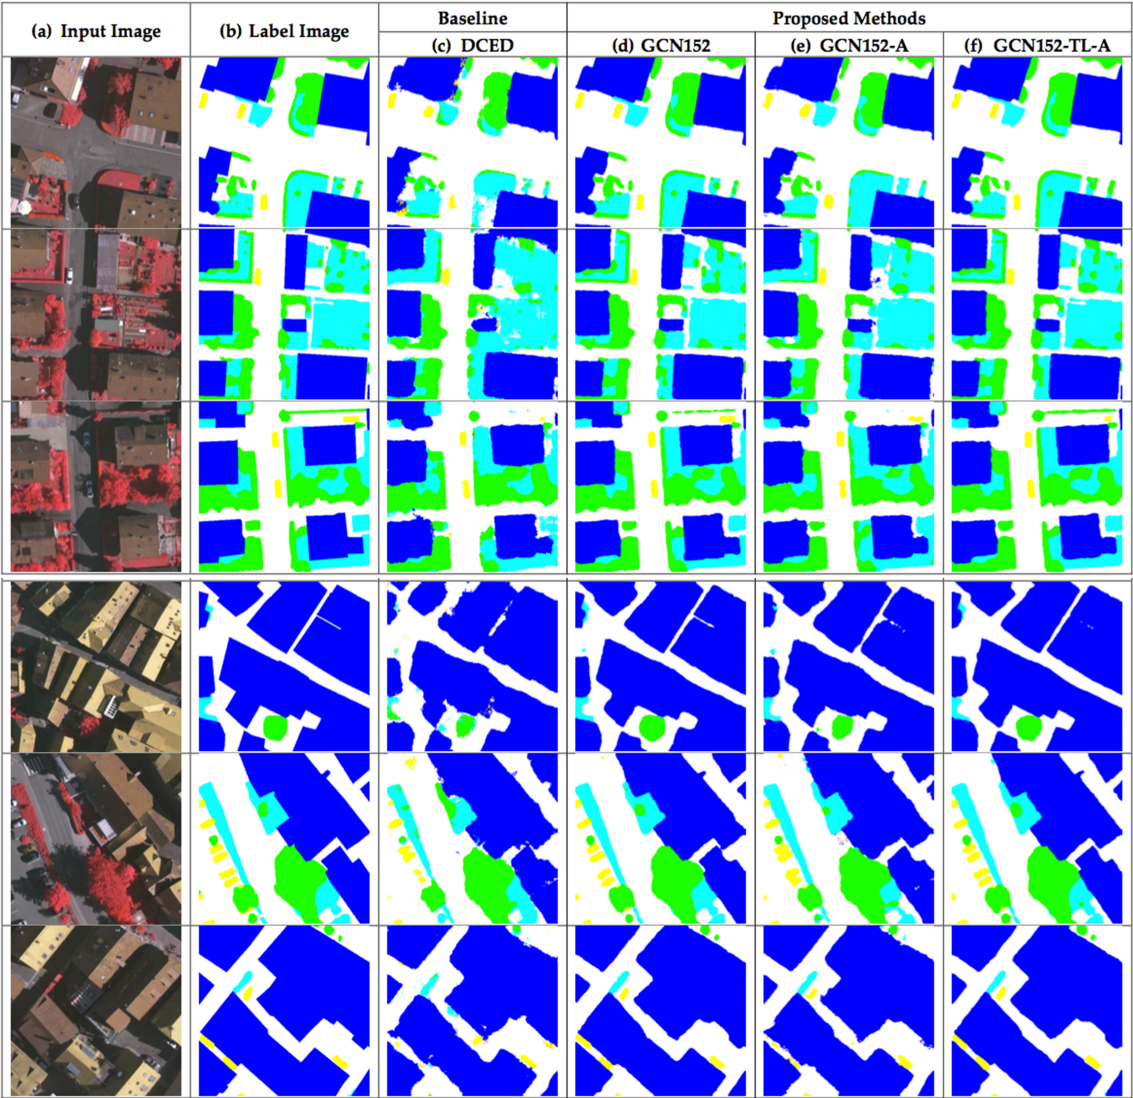 (a) Input Image
(b) Label Image
Baseline
Proposed Methods
(c) DCED
(d) GCN152
(e) GCN152-A
(f) GCN152-TL-A